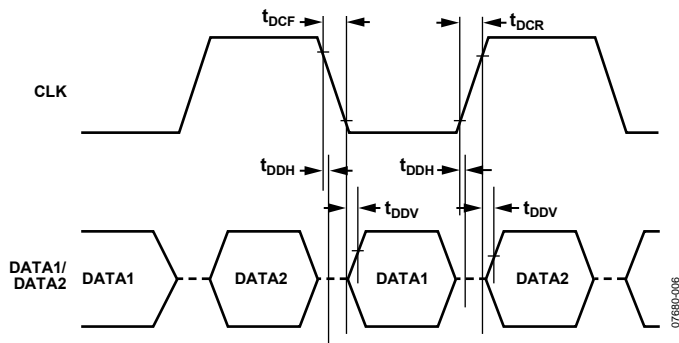 tDCF
tDCR
CLK
tDDH
tDDH
tDDV
tDDV
DATA1/
DATA2
DATA1
DATA2
DATA1
DATA2
07680-006